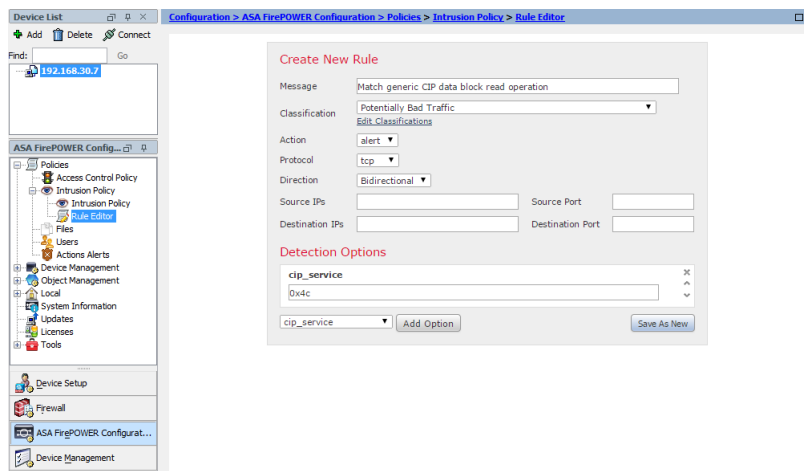 Device List
Add Delete Connect
Find: Go
192.168.30.7
ASA FirePOWER Config...
Policies
Access Control Policy
Intrusion Policy
Intrusion Policy
Rule Editor
Files
Users
Actions Alerts
Device Management
Object Management
Local
System Information
Updates
Licenses
Tools
Device Setup
Firewall
ASA FirePOWER Configurat...
Device Management
Configuration > ASA FirePOWER Configuration > Policies > Intrusion Policy > Rule Editor
Create New Rule
Message Match generic CIP data block read operation
Classification Potentially Bad Traffic
Edit Classifications
Action alert
Protocol tcp
Direction Bidirectional
Source IPs Source Port
Destination IPs Destination Port
Detection Options
cip_service
0x4c
cip_service Add Option Save As New